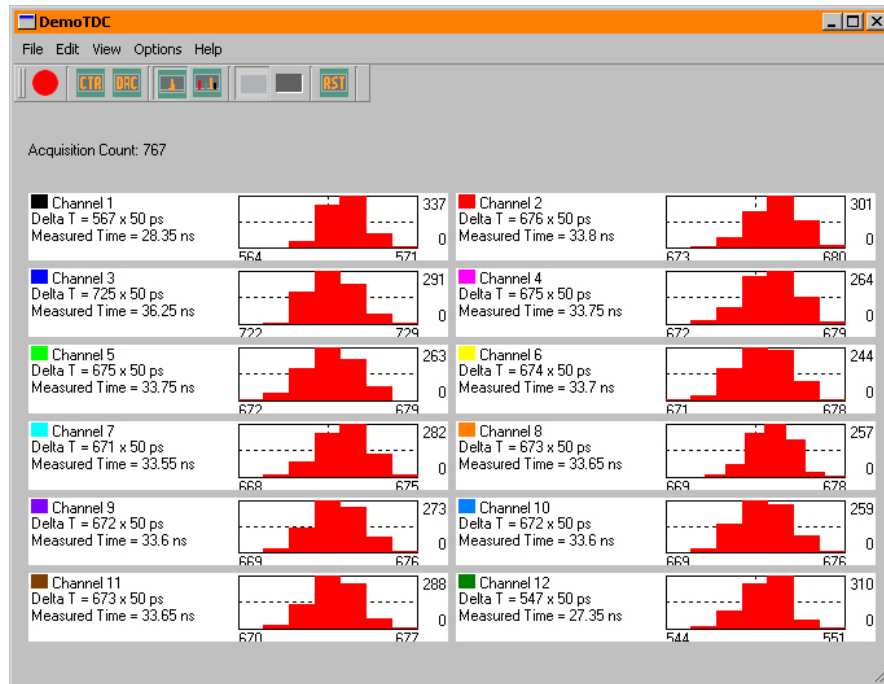 DemoTDC
File Edit View Options Help
CTR DAC RST
Acquisition Count: 767
Channel 1
Delta T = 567 x 50 ps
Measured Time = 28.35 ns
337
0
564 571
Channel 2
Delta T = 676 x 50 ps
Measured Time = 33.8 ns
301
0
673 680
Channel 3
Delta T = 725 x 50 ps
Measured Time = 36.25 ns
291
0
722 729
Channel 4
Delta T = 675 x 50 ps
Measured Time = 33.75 ns
264
0
672 679
Channel 5
Delta T = 675 x 50 ps
Measured Time = 33.75 ns
263
0
672 679
Channel 6
Delta T = 674 x 50 ps
Measured Time = 33.7 ns
244
0
671 678
Channel 7
Delta T = 671 x 50 ps
Measured Time = 33.55 ns
282
0
668 675
Channel 8
Delta T = 673 x 50 ps
Measured Time = 33.65 ns
257
0
669 678
Channel 9
Delta T = 672 x 50 ps
Measured Time = 33.6 ns
273
0
669 676
Channel 10
Delta T = 672 x 50 ps
Measured Time = 33.6 ns
259
0
669 676
Channel 11
Delta T = 673 x 50 ps
Measured Time = 33.65 ns
288
0
670 677
Channel 12
Delta T = 547 x 50 ps
Measured Time = 27.35 ns
310
0
544 551